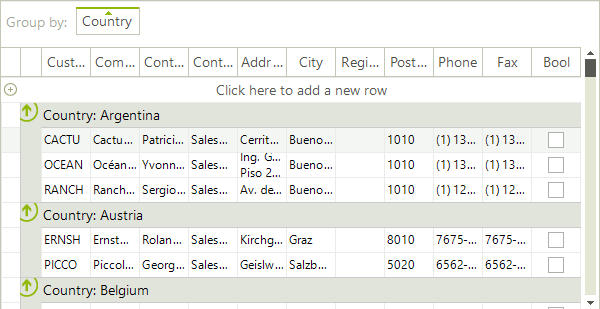 Group by: Country
Cust... Com... Cont... Cont... Addr... City Regi... Post... Phone Fax Bool
Click here to add a new row
Country: Argentina
CACTU Cactu... Patrici... Sales... Cerrit... Bueno... 1010 (1) 13... (1) 13...
OCEAN Océan... Yvonn... Sales... Ing. G... Piso 2... Bueno... 1010 (1) 13... (1) 13...
RANCH Ranch... Sergio... Sales... Av. de... Bueno... 1010 (1) 12... (1) 12...
Country: Austria
ERNSH Ernst... Rolan... Sales... Kirchg... Graz 8010 7675-... 7675-...
PICCO Piccol... Georg... Sales... Geislw... Salzb... 5020 6562-... 6562-...
Country: Belgium